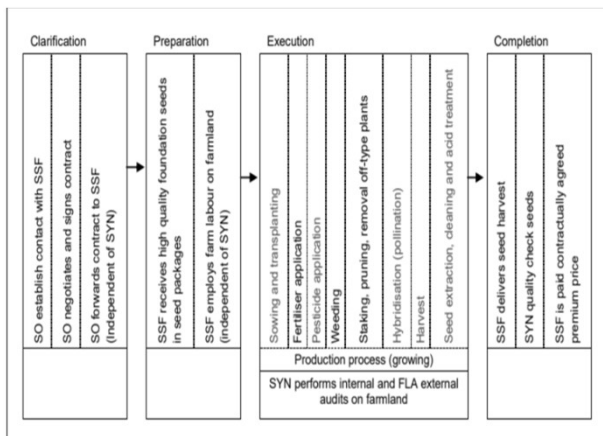 Clarification
SO establish contact with SSF
SO negotiates and signs contract
SO forwards contract to SSF
(Independent of SYN)
Preparation
SSF receives high quality foundation seeds
in seed packages
SSF employs farm labour on farmland
(independent of SYN)
Execution
Sowing and transplanting
Fertiliser application
Pesticide application
Weeding
Staking, pruning, removal off-type plants
Hybridisation (pollination)
Harvest
Seed extraction, cleaning and acid treatment
Production process (growing)
SYN performs internal and FLA external
audits on farmland
Completion
SSF delivers seed harvest
SYN quality check seeds
SSF is paid contractually agreed
premium price